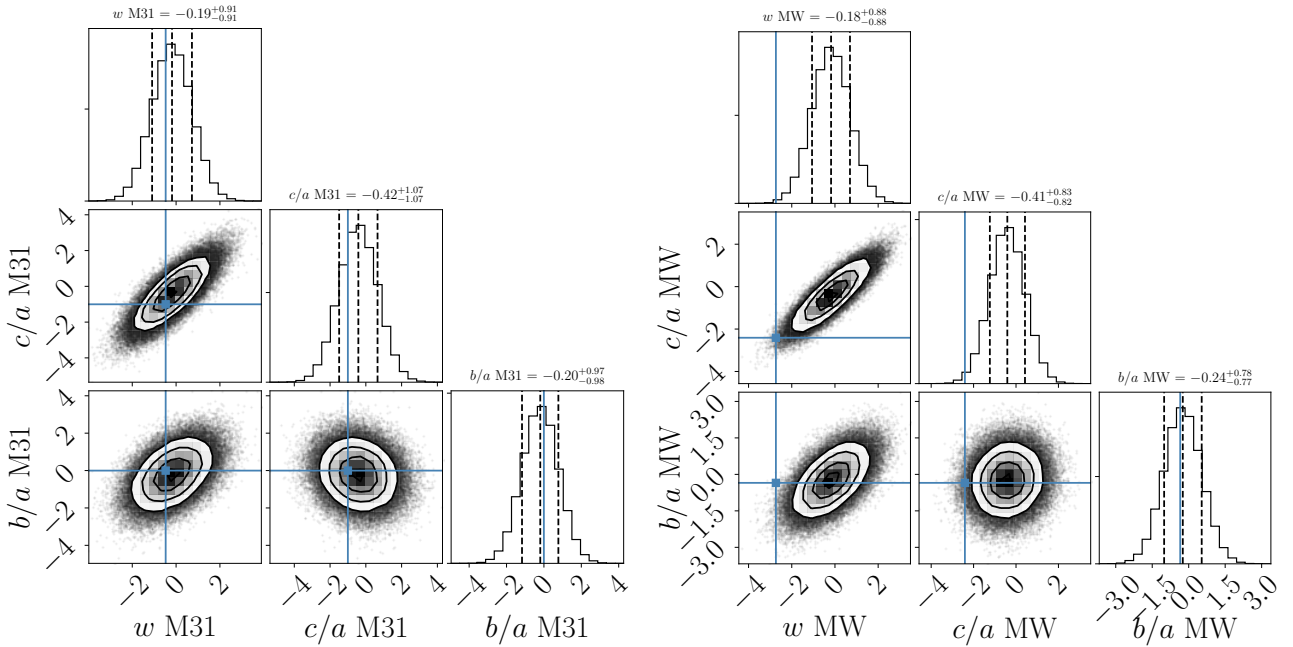 w M31 = −0.19+0.91−0.91
w MW = −0.18+0.88−0.88
c/a M31 = −0.42+1.07−1.07
c/a MW = −0.41+0.83−0.82
b/a M31 = −0.20+0.97−0.98
b/a MW = −0.24+0.78−0.77
c/a M31
4
2
0
−2
−4
b/a M31
4
2
0
−2
−4
−2 0 2
−4 −2 0 2 4
−4 −2 0 2 4
w M31
c/a M31
b/a M31
c/a MW
2
0
−2
−4
b/a MW
3.0
1.5
0.0
−1.5
−3.0
−4 −2 0 2
−4 −2 0 2
−3.0 −1.5 0.0 1.5 3.0
w MW
c/a MW
b/a MW